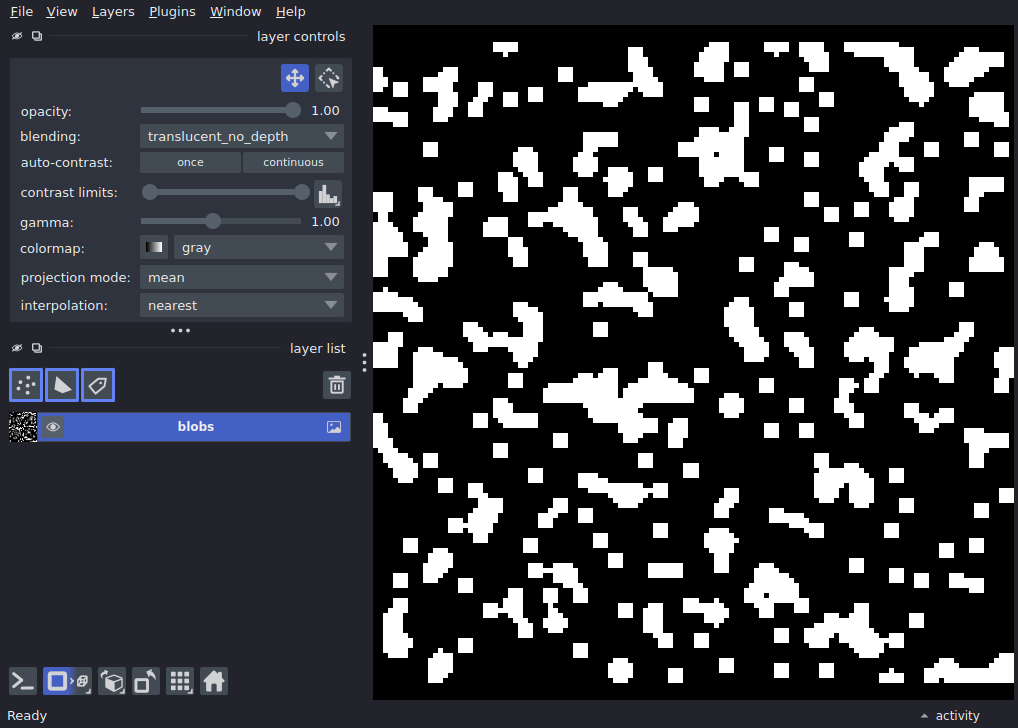 File View Layers Plugins Window Help
layer controls
opacity: 1.00
blending: translucent_no_depth
auto-contrast: once continuous
contrast limits:
gamma: 1.00
colormap: gray
projection mode: mean
interpolation: nearest
layer list
blobs
Ready activity